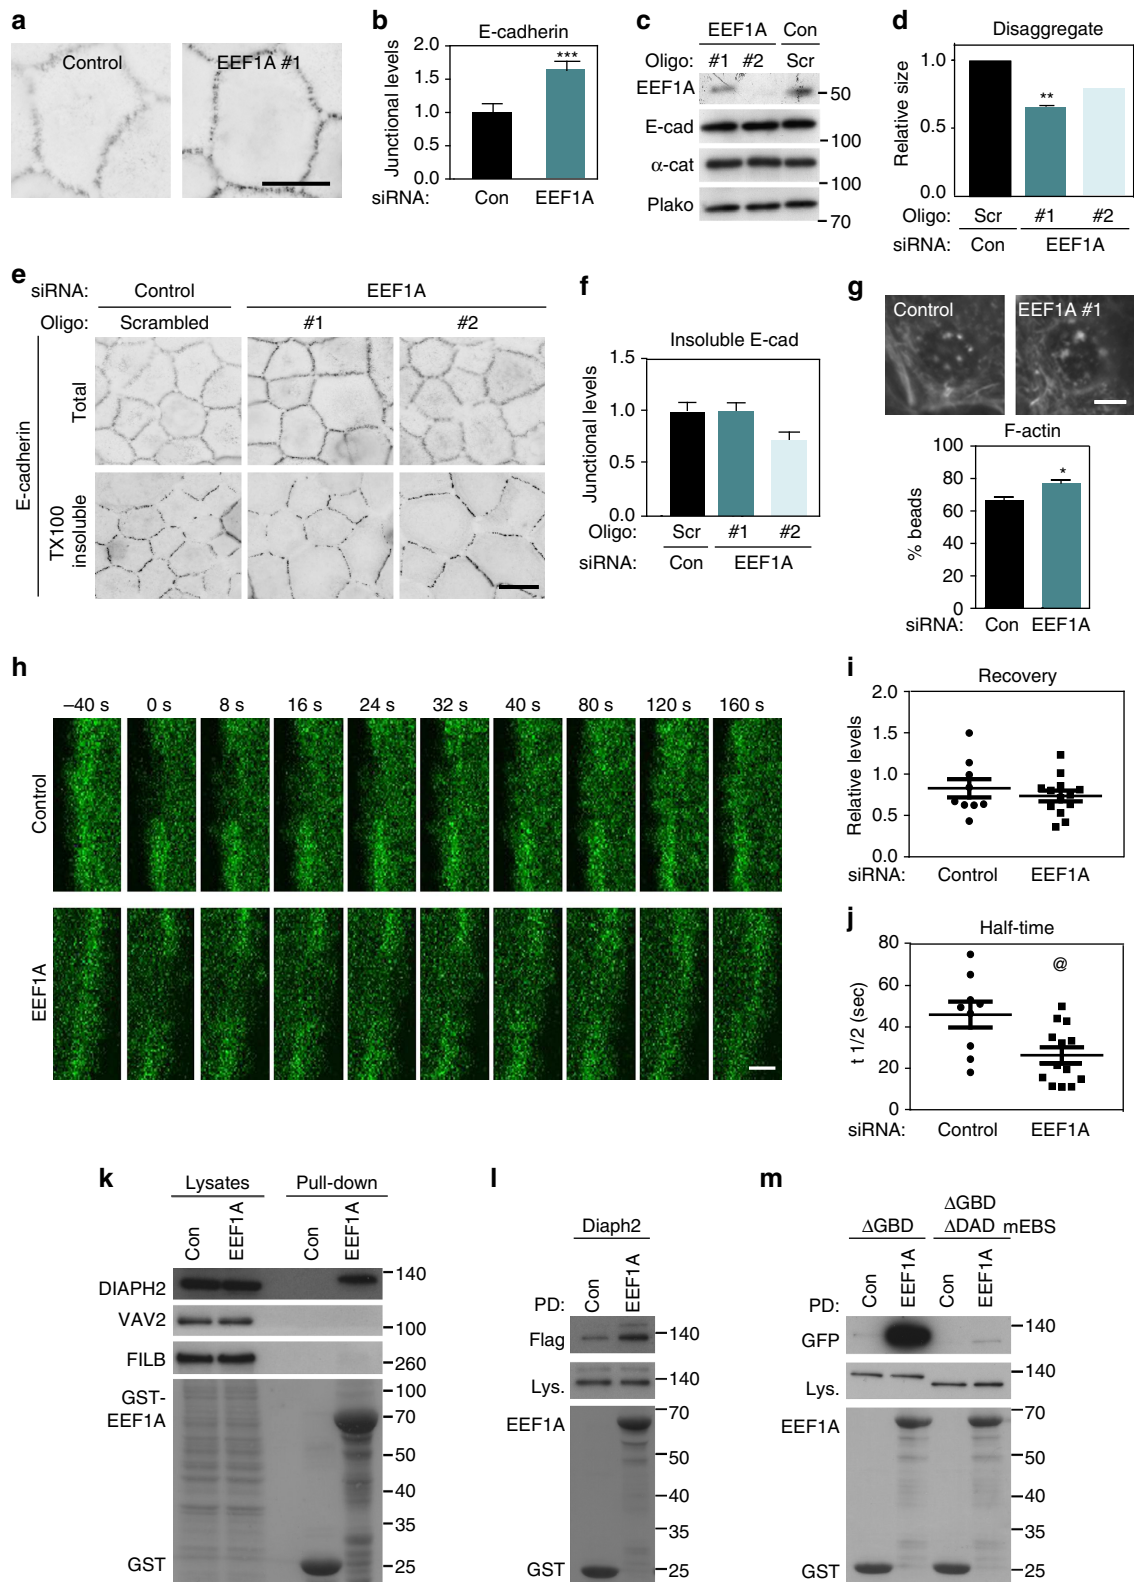 a
Control
EEF1A #1
b
E-cadherin
Junctional levels
2.0
1.5
1.0
0.5
0.0
***
siRNA: Con EEF1A
c
EEF1A Con
Oligo: #1 #2 Scr
EEF1A
50
E-cad
100
α-cat
100
Plako
70
d
Disaggregate
Relative size
1.0
0.5
0.0
**
Oligo: Scr #1 #2
siRNA: Con EEF1A
e
siRNA: Control EEF1A
Oligo: Scrambled #1 #2
E-cadherin
Total
TX100
insoluble
f
Insoluble E-cad
Junctional levels
1.5
1.0
0.5
0.0
Oligo: Scr #1 #2
siRNA: Con EEF1A
g
Control
EEF1A #1
F-actin
% beads
100
80
60
40
20
0
*
siRNA: Con EEF1A
h
–40 s 0 s 8 s 16 s 24 s 32 s 40 s 80 s 120 s 160 s
Control
EEF1A
i
Recovery
Relative levels
2.0
1.5
1.0
0.5
0.0
siRNA: Control EEF1A
j
Half-time
t 1/2 (sec)
80
60
40
20
0
@
siRNA: Control EEF1A
k
Lysates Pull-down
Con EEF1A Con EEF1A
DIAPH2
140
VAV2
100
FILB
260
GST-
EEF1A
100
70
50
40
35
25
GST
l
Diaph2
PD: Con EEF1A
Flag
140
Lys.
140
EEF1A
70
50
40
35
25
GST
m
ΔGBD
ΔGBD
ΔDAD mEBS
PD: Con EEF1A Con EEF1A
GFP
140
Lys.
140
EEF1A
70
50
40
35
25
GST